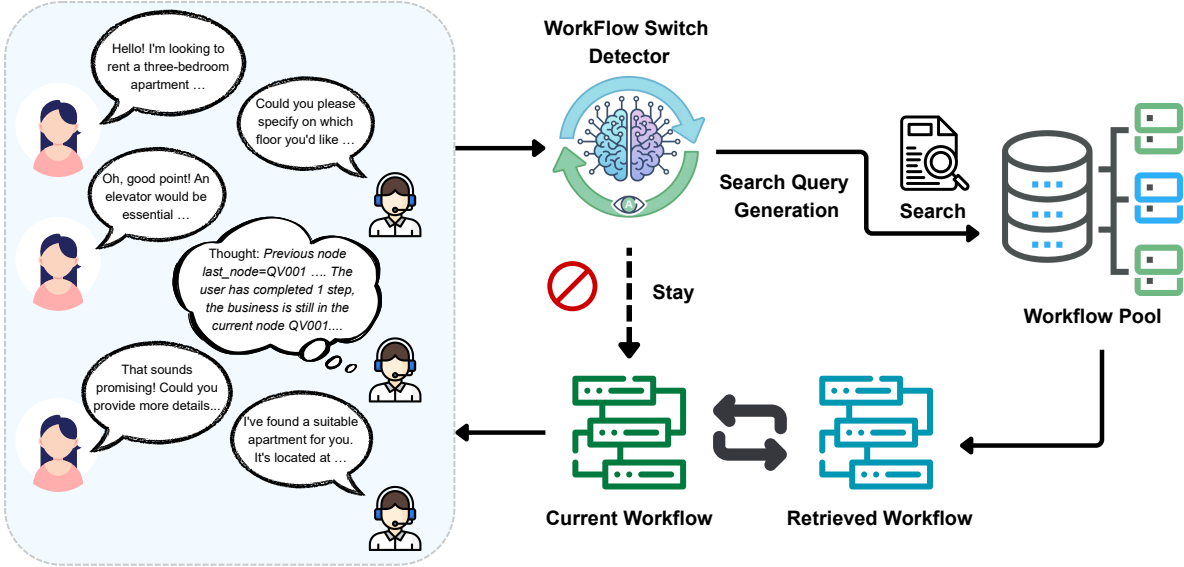 Hello! I'm looking to
rent a three-bedroom
apartment …
Could you please
specify on which
floor you'd like …
Oh, good point! An
elevator would be
essential …
Thought: Previous node
last_node=QV001 …. The
user has completed 1 step,
the business is still in the
current node QV001....
That sounds
promising! Could you
provide more details...
I've found a suitable
apartment for you.
It's located at …
WorkFlow Switch
Detector
A
Search Query
Generation
Search
Stay
Workflow Pool
Current Workflow
Retrieved Workflow